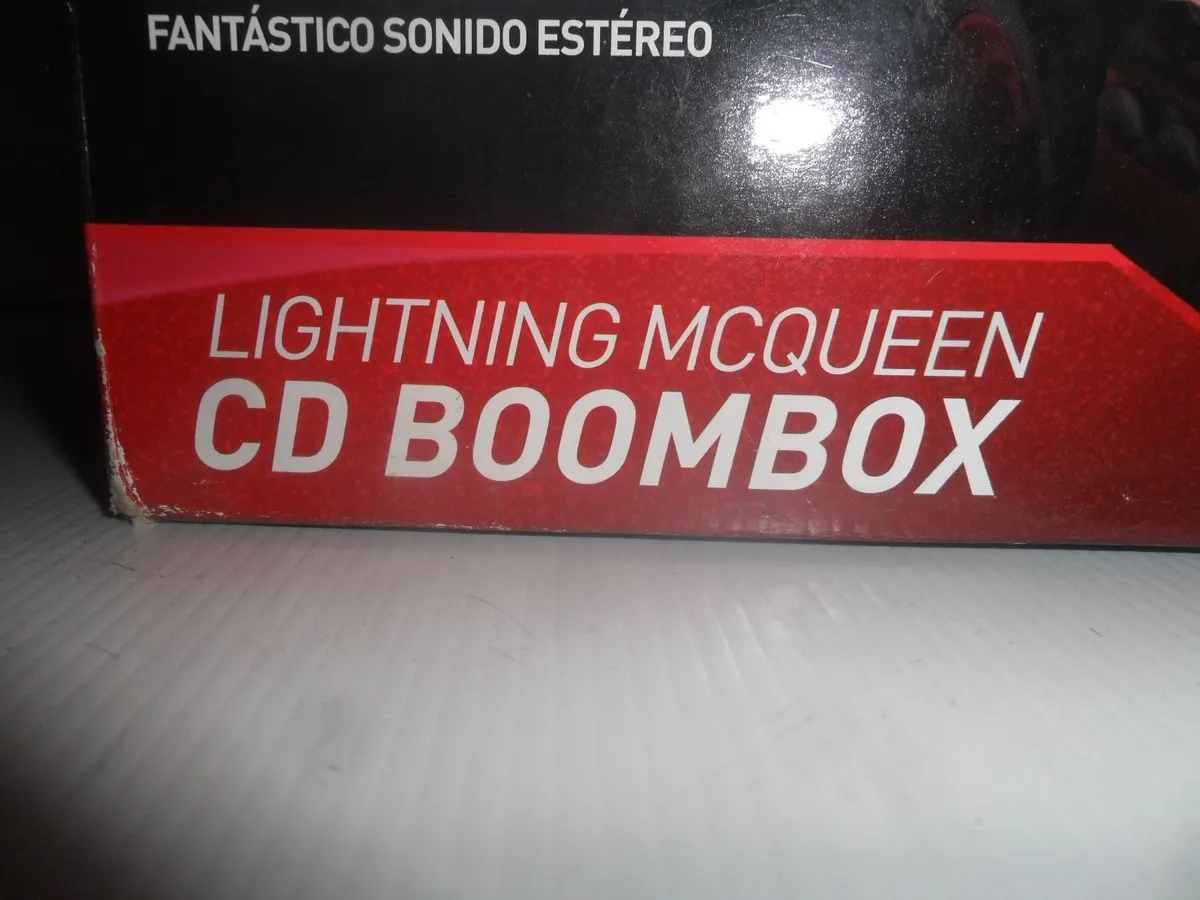 FANTÁSTICO SONIDO ESTÉREO
LIGHTNING MCQUEEN
CD BOOMBOX